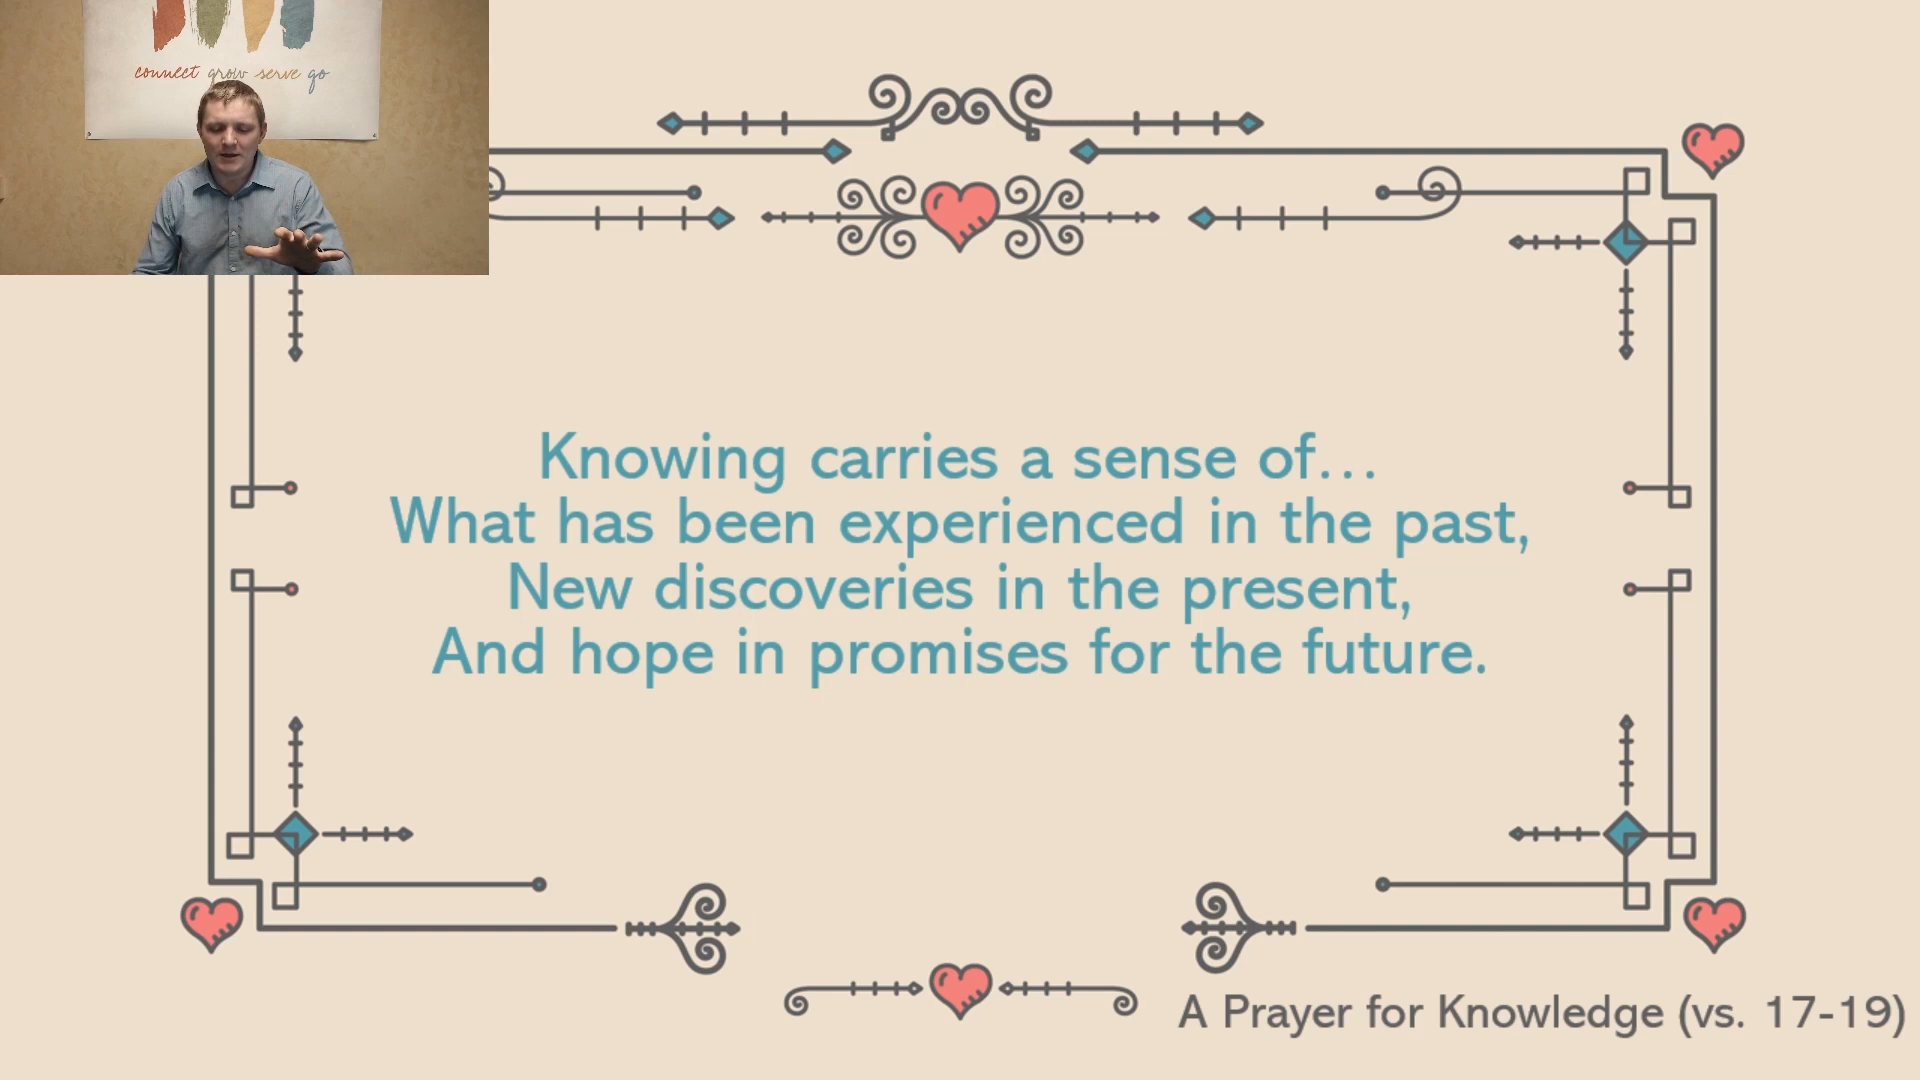 connect grow serve go
Knowing carries a sense of…
What has been experienced in the past,
New discoveries in the present,
And hope in promises for the future.
A Prayer for Knowledge (vs. 17-19)